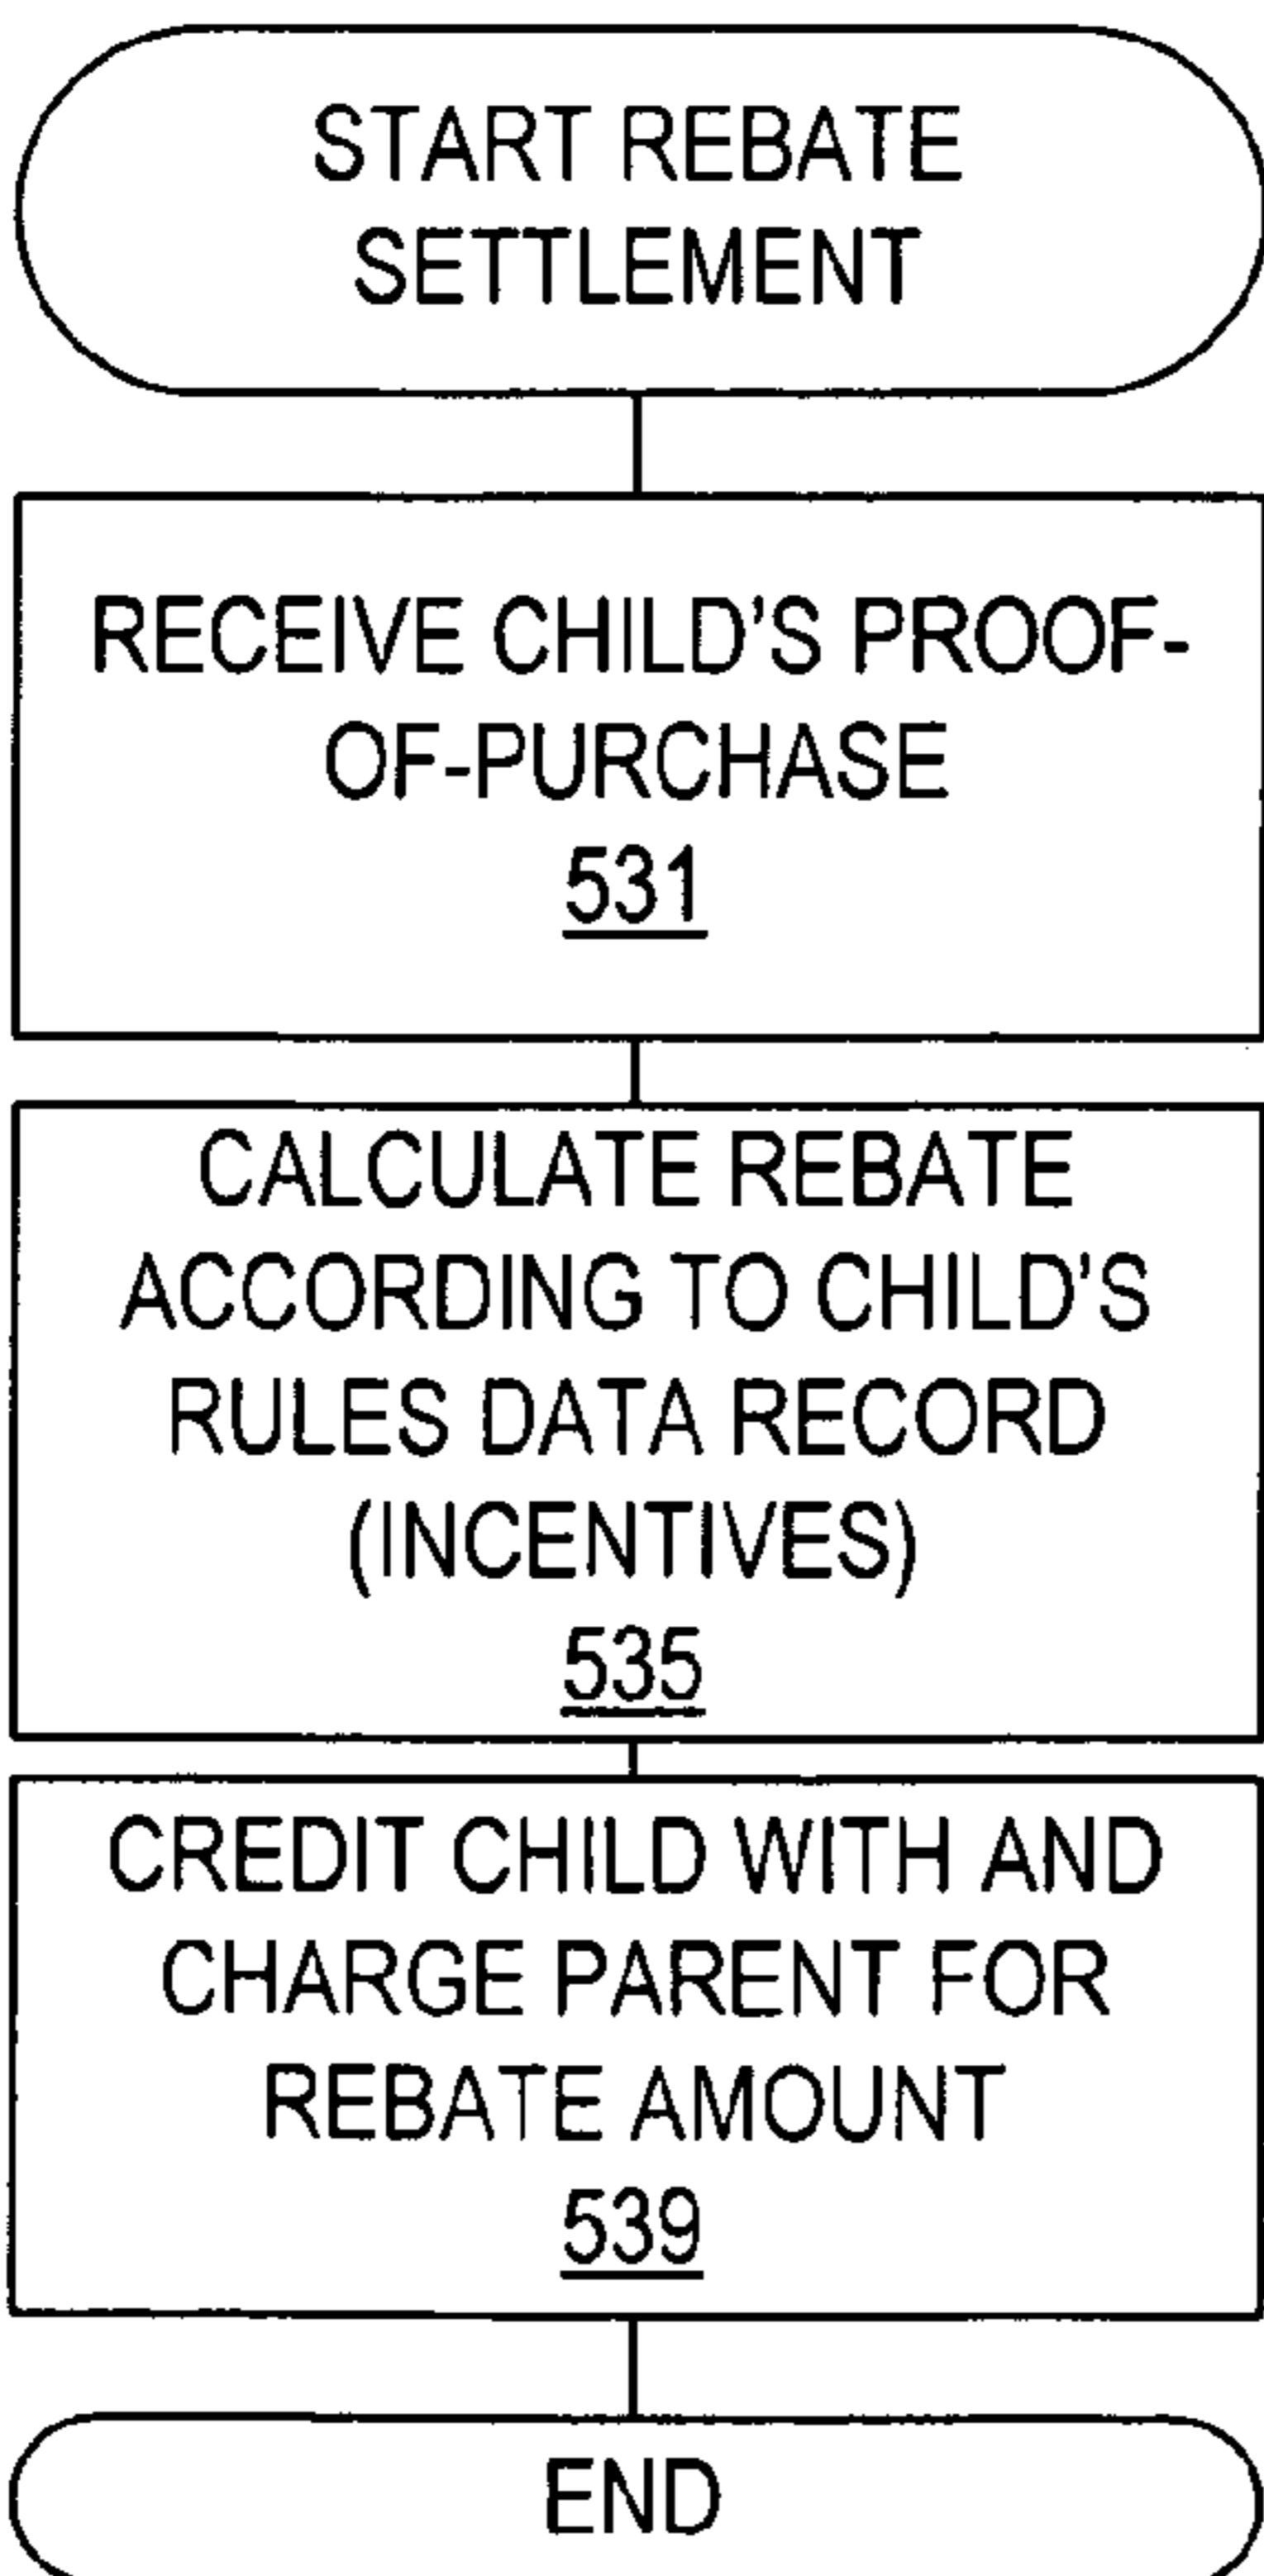 START REBATE
SETTLEMENT
RECEIVE CHILD'S PROOF-
OF-PURCHASE
531
CALCULATE REBATE
ACCORDING TO CHILD'S
RULES DATA RECORD
(INCENTIVES)
535
CREDIT CHILD WITH AND
CHARGE PARENT FOR
REBATE AMOUNT
539
END